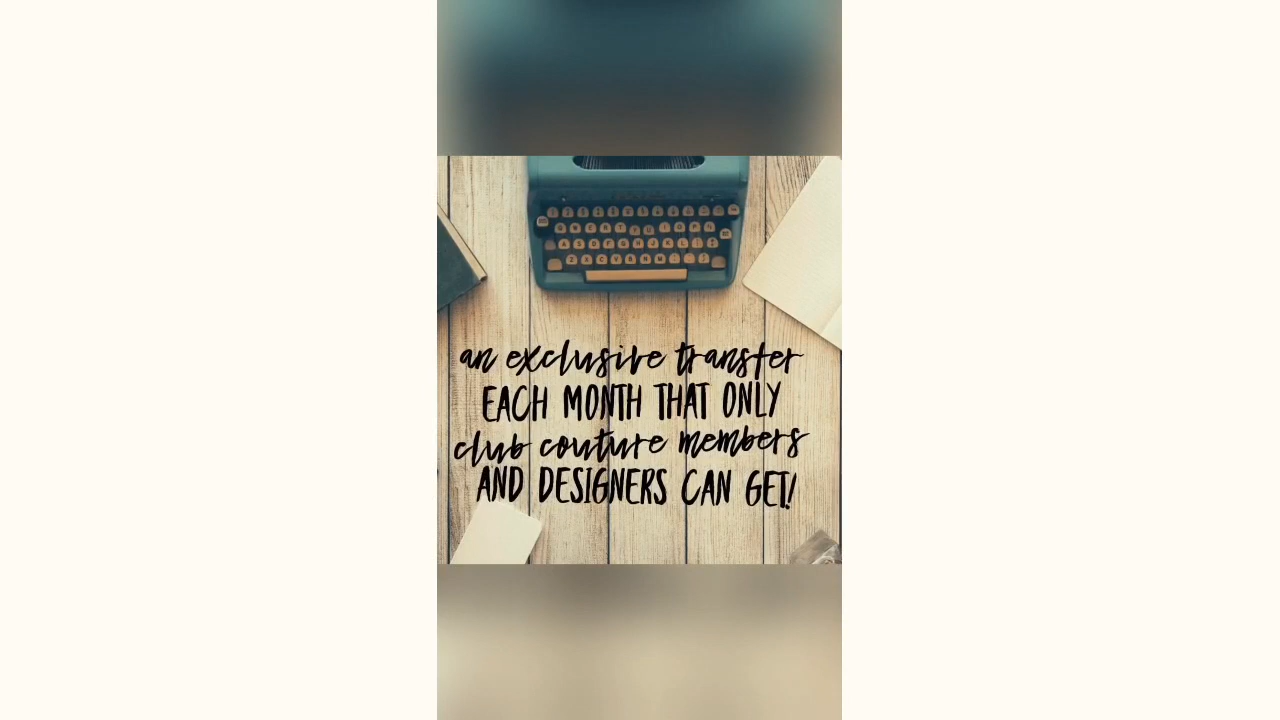 an exclusive transfer
EACH MONTH THAT ONLY
club couture members
AND DESIGNERS CAN GET!